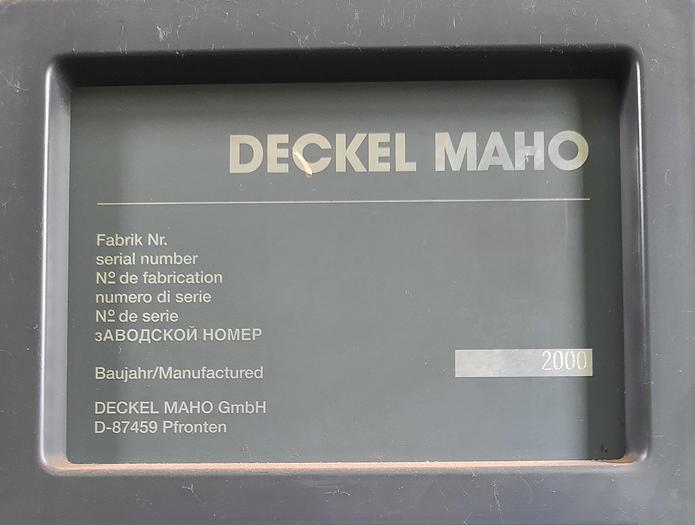 DECKEL MAHO
Fabrik Nr.
serial number
Nº de fabrication
numero di serie
Nº de serie
зАВОДСКОЙ НОМЕР
Baujahr/Manufactured 2000
DECKEL MAHO GmbH
D-87459 Pfronten